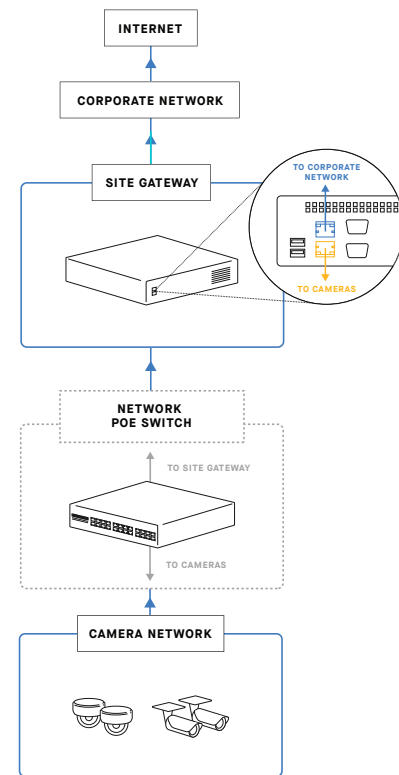 INTERNET
CORPORATE NETWORK
SITE GATEWAY
TO CORPORATE
NETWORK
TO CAMERAS
NETWORK
POE SWITCH
TO SITE GATEWAY
TO CAMERAS
CAMERA NETWORK